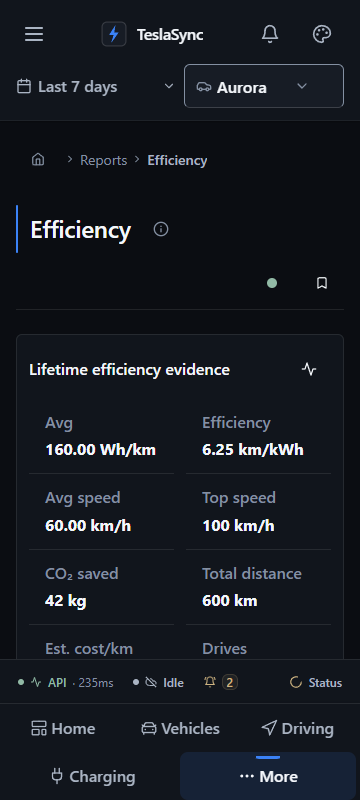 TeslaSync
Last 7 days
Aurora
Reports
Efficiency
Efficiency
Lifetime efficiency evidence
Avg
Efficiency
160.00 Wh/km
6.25 km/kWh
Avg speed
Top speed
60.00 km/h
100 km/h
CO₂ saved
Total distance
42 kg
600 km
Est. cost/km
Drives
API · 235ms
Idle
2
Status
Home
Vehicles
Driving
Charging
More